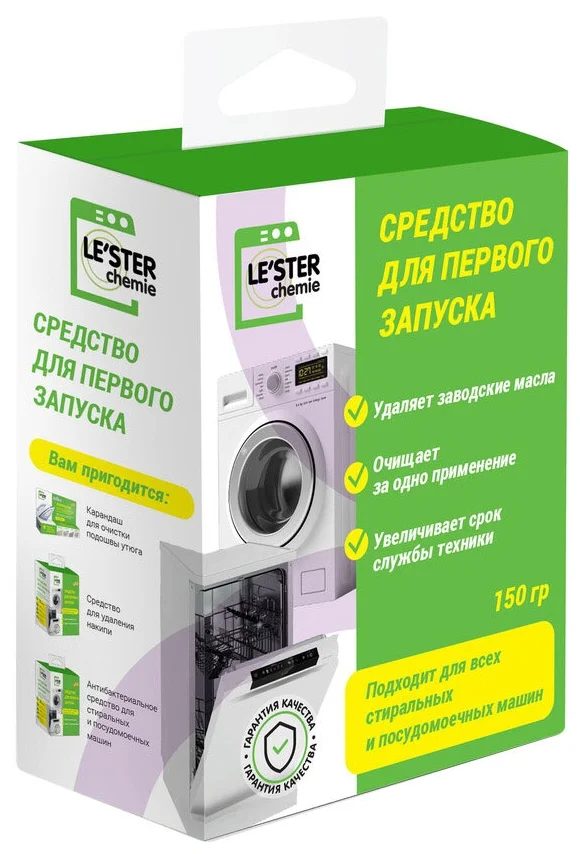 LE'STER
chemie
СРЕДСТВО
ДЛЯ ПЕРВОГО
ЗАПУСКА
Вам пригодится:
Карандаш
для очистки
подошвы утюга
Средство
для удаления
накипи
Антибактериальное
средство для
стиральных
и посудомоечных
машин
LE'STER
chemie
СРЕДСТВО
ДЛЯ ПЕРВОГО
ЗАПУСКА
Удаляет заводские масла
Очищает
за одно применение
Увеличивает срок
службы техники
150 гр
Подходит для всех
стиральных
и посудомоечных машин
ГАРАНТИЯ КАЧЕСТВА
ГАРАНТИЯ КАЧЕСТВА